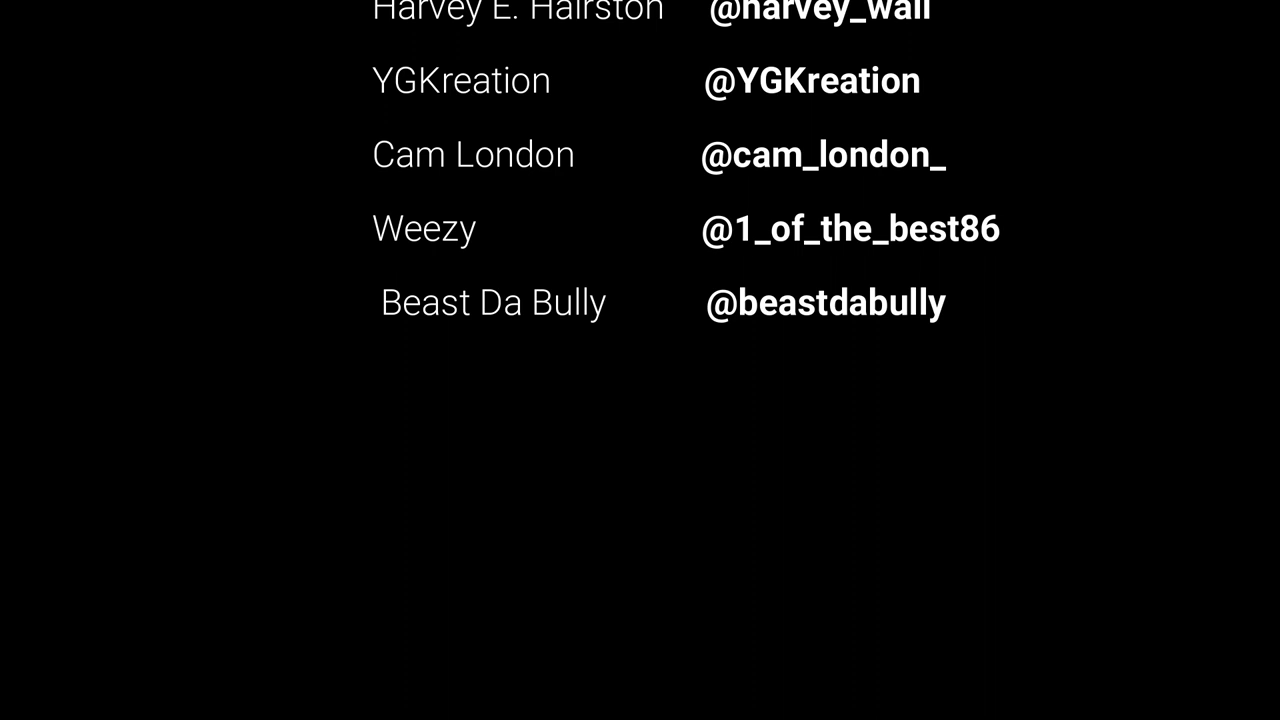 Harvey E. Hairston @harvey_wall
YGKreation @YGKreation
Cam London @cam_london_
Weezy @1_of_the_best86
Beast Da Bully @beastdabully